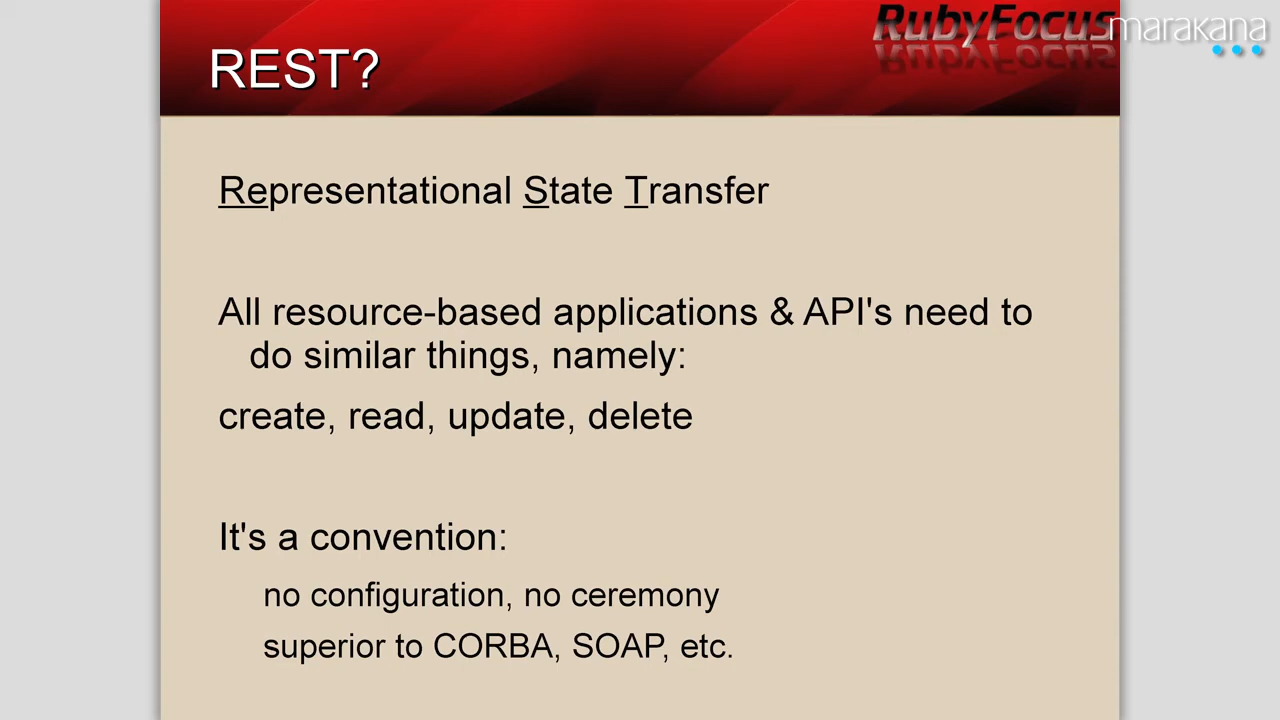 RubyFocus
marakana
REST?
Representational State Transfer
All resource-based applications & API's need to
do similar things, namely:
create, read, update, delete
It's a convention:
no configuration, no ceremony
superior to CORBA, SOAP, etc.